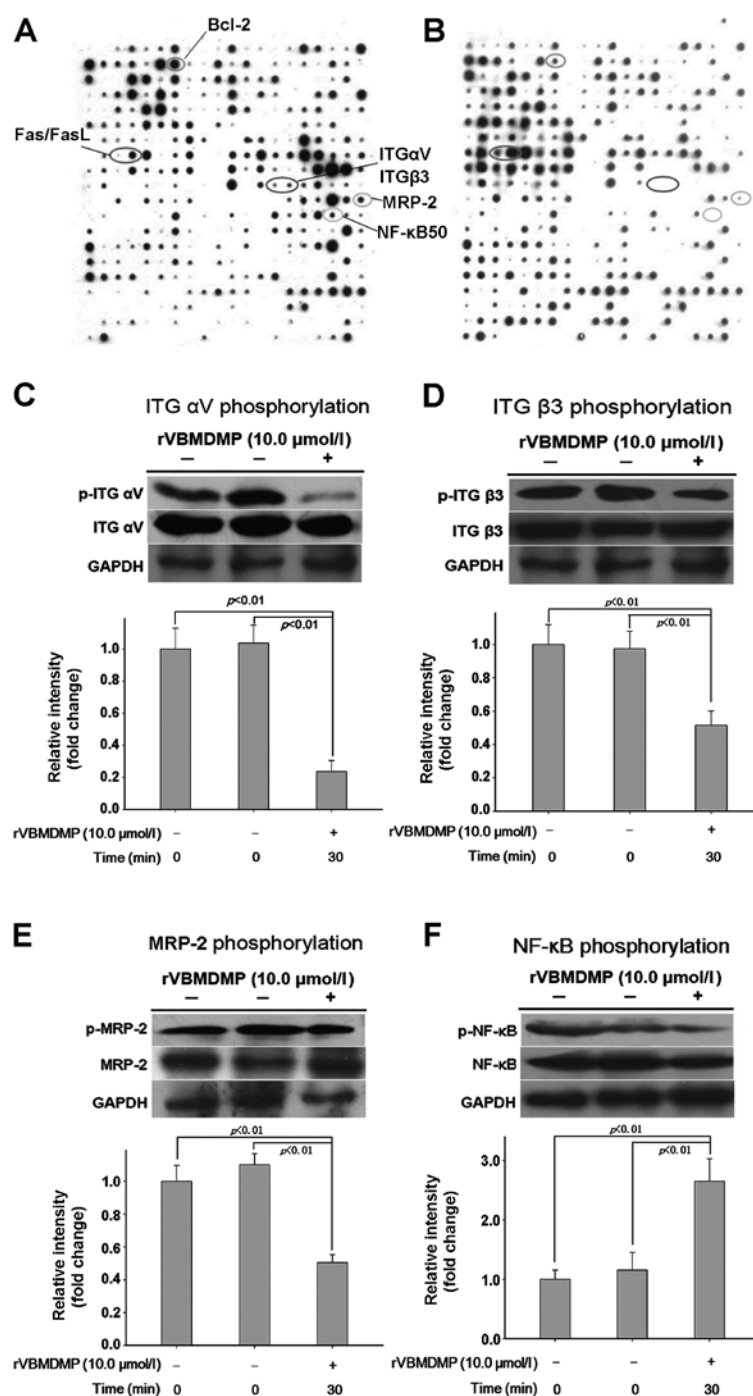 A
B
Bcl-2
Fas/FasL
ITGαV
ITGβ3
MRP-2
NF-κB50
C
ITG αV phosphorylation
rVBMDMP (10.0 μmol/l)
– – +
p-ITG αV
ITG αV
GAPDH
p<0.01
p<0.01
Relative intensity
(fold change)
1.0
0.8
0.6
0.4
0.2
0.0
rVBMDMP (10.0 μmol/l) – – +
Time (min) 0 0 30
D
ITG β3 phosphorylation
rVBMDMP (10.0 μmol/l)
– – +
p-ITG β3
ITG β3
GAPDH
p<0.01
p<0.01
Relative intensity
(fold change)
1.0
0.8
0.6
0.4
0.2
0.0
rVBMDMP (10.0 μmol/l) – – +
Time (min) 0 0 30
E
MRP-2 phosphorylation
rVBMDMP (10.0 μmol/l)
– – +
p-MRP-2
MRP-2
GAPDH
p<0.01
p<0.01
Relative intensity
(fold change)
1.0
0.8
0.6
0.4
0.2
0.0
rVBMDMP (10.0 μmol/l) – – +
Time (min) 0 0 30
F
NF-κB phosphorylation
rVBMDMP (10.0 μmol/l)
– – +
p-NF-κB
NF-κB
GAPDH
p<0.01
p<0.01
Relative intensity
(fold change)
3.0
2.0
1.0
0.0
rVBMDMP (10.0 μmol/l) – – +
Time (min) 0 0 30